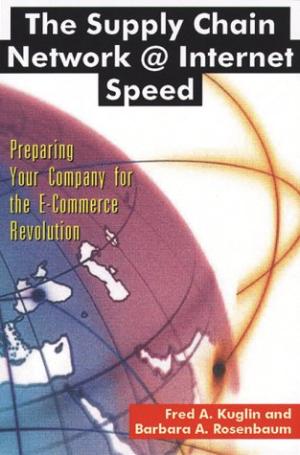 The Supply Chain
Network @ Internet
Speed
Preparing
Your Company for
the E-Commerce
Revolution
Fred A. Kuglin and
Barbara A. Rosenbaum